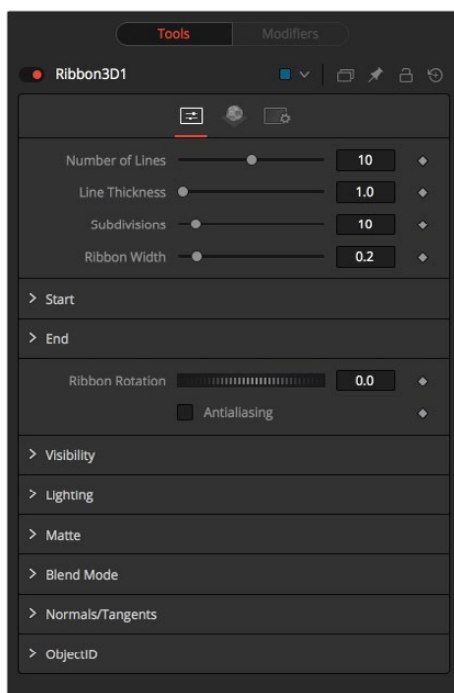 Tools Modifiers
Ribbon3D1
Number of Lines 10
Line Thickness 1.0
Subdivisions 10
Ribbon Width 0.2
Start
End
Ribbon Rotation 0.0
Antialiasing
Visibility
Lighting
Matte
Blend Mode
Normals/Tangents
ObjectID